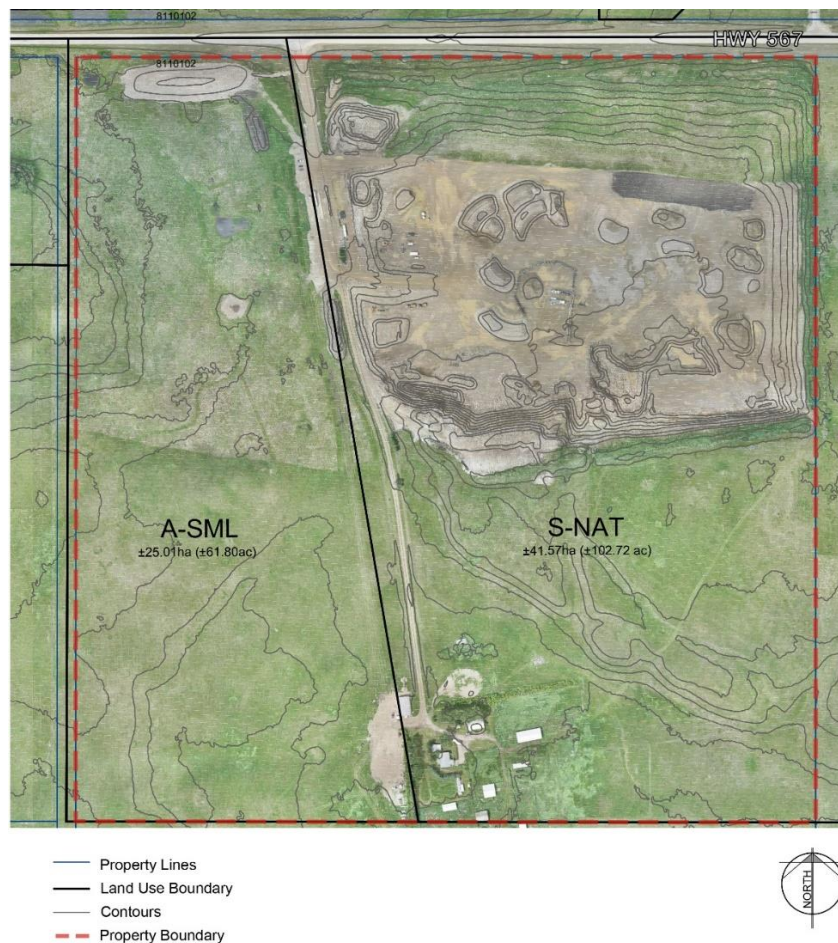 8110102
HWY 567
8110102
A-SML
±25.01ha (±61.80ac)
S-NAT
±41.57ha (±102.72 ac)
Property Lines
Land Use Boundary
Contours
Property Boundary
NORTH